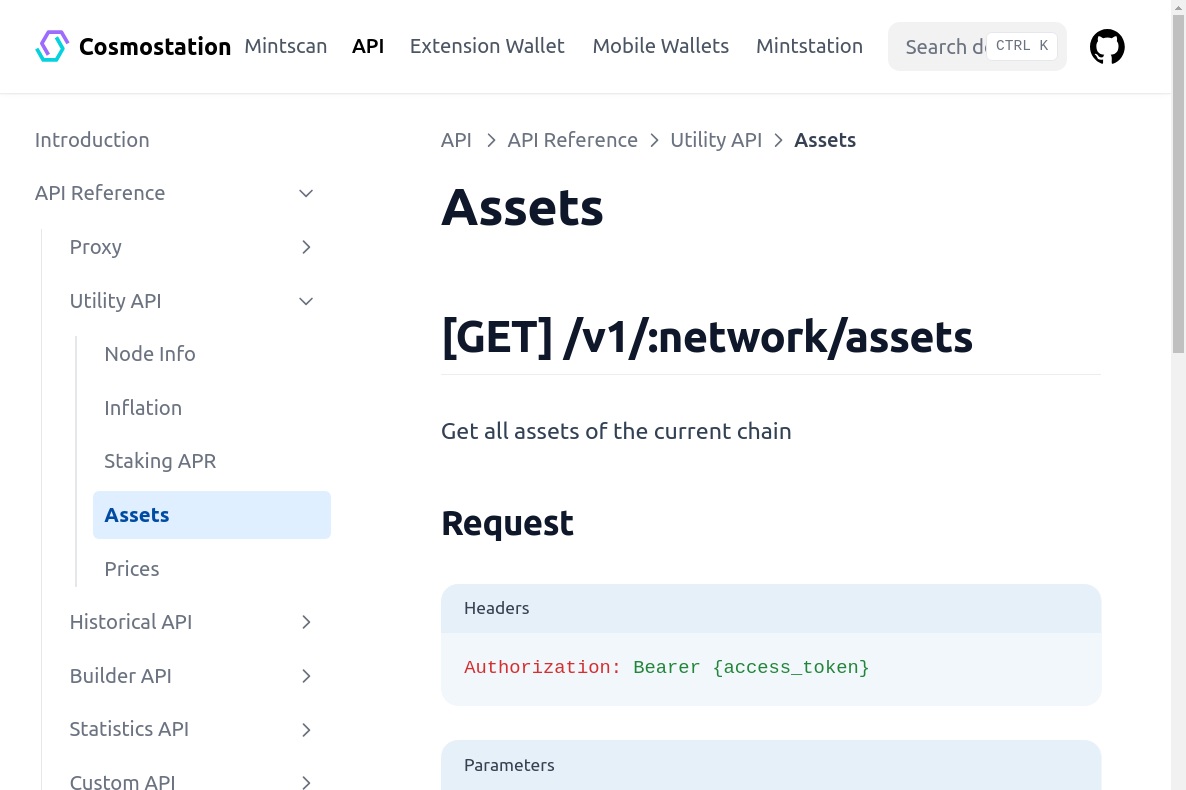 Cosmostation Mintscan API Extension Wallet Mobile Wallets Mintstation Search d CTRL K
Introduction
API Reference
Proxy
Utility API
Node Info
Inflation
Staking APR
Assets
Prices
Historical API
Builder API
Statistics API
Custom API
API > API Reference > Utility API > Assets
Assets
[GET] /v1/:network/assets
Get all assets of the current chain
Request
Headers
Authorization: Bearer {access_token}
Parameters